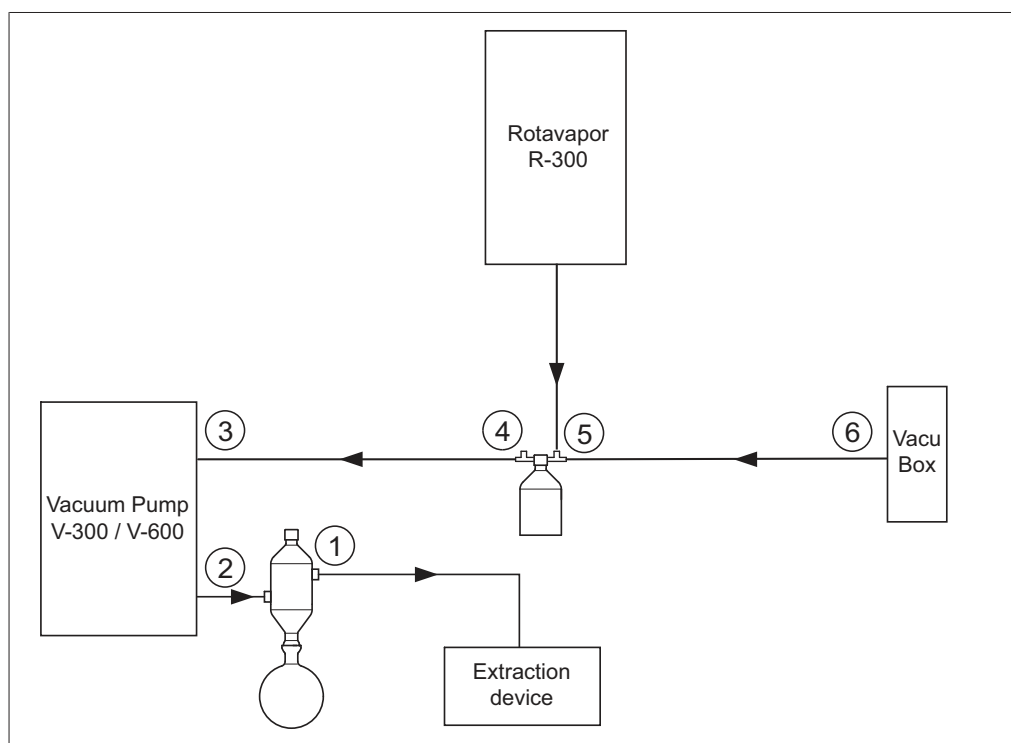 Rotavapor
R-300
3
4
5
6
Vacu
Box
Vacuum Pump
V-300 / V-600
2
1
Extraction
device